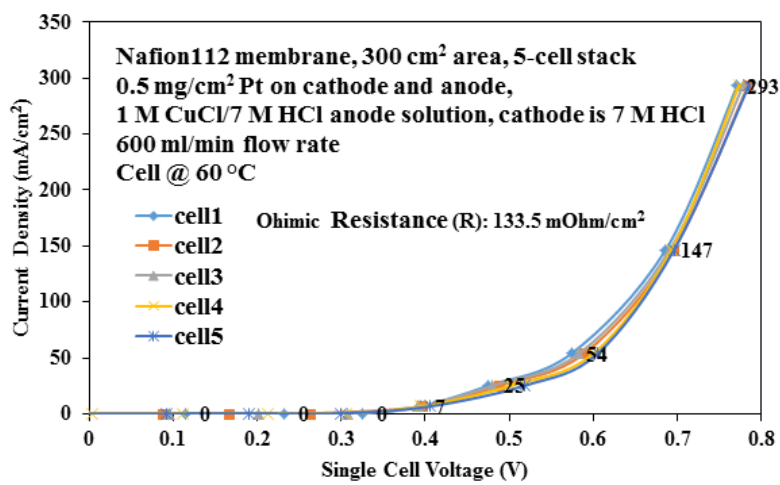 350
300
250
200
150
100
50
0
Current Density (mA/cm²)
Nafion112 membrane, 300 cm² area, 5-cell stack
0.5 mg/cm² Pt on cathode and anode,
1 M CuCl/7 M HCl anode solution, cathode is 7 M HCl
600 ml/min flow rate
Cell @ 60 °C
cell1
cell2
cell3
cell4
cell5
Ohimic Resistance (R): 133.5 mOhm/cm²
0
0
0
7
25
54
147
293
0
0.1
0.2
0.3
0.4
0.5
0.6
0.7
0.8
Single Cell Voltage (V)